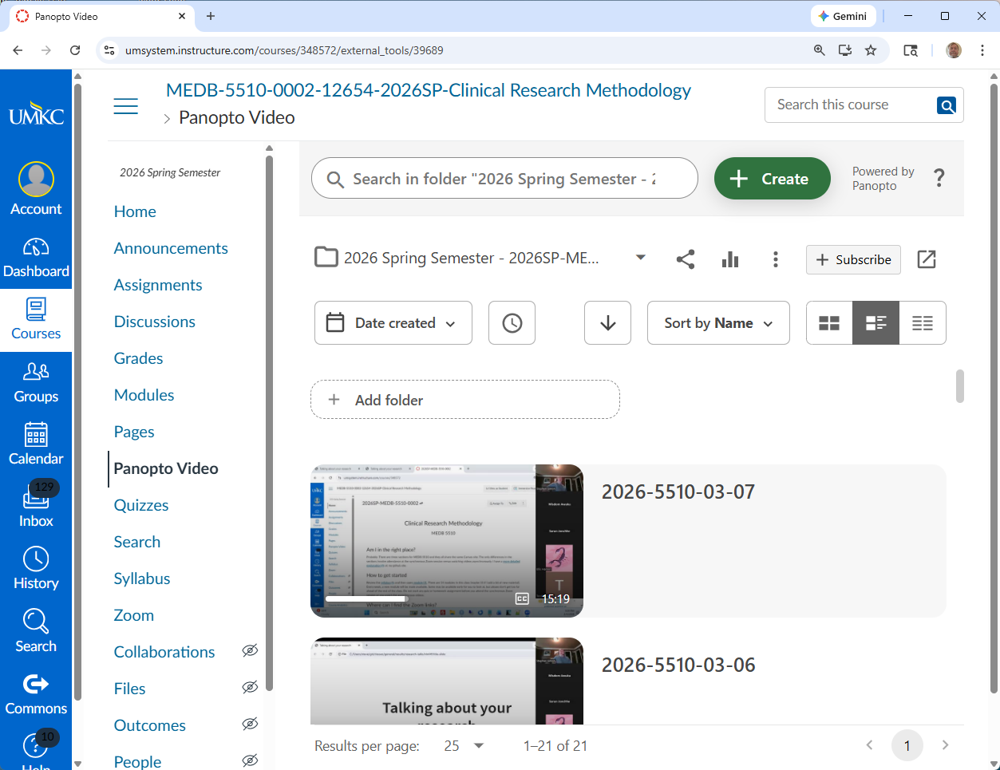 Panopto Video
Gemini
umsystem.instructure.com/courses/348572/external_tools/39689
UMKC
Account
Dashboard
Courses
Groups
Calendar
129
Inbox
History
Search
Commons
10
Help
MEDB-5510-0002-12654-2026SP-Clinical Research Methodology
Panopto Video
Search this course
2026 Spring Semester
Home
Announcements
Assignments
Discussions
Grades
Modules
Pages
Panopto Video
Quizzes
Search
Syllabus
Zoom
Collaborations
Files
Outcomes
People
Search in folder "2026 Spring Semester - 2
Create
Powered by
Panopto
?
2026 Spring Semester - 2026SP-ME...
Subscribe
Date created
Sort by Name
Add folder
2026SP-MEDB-5510-0002
Clinical Research Methodology
MEDB 5510
Am I in the right place?
How to get started
Where can I find the Zoom links?
T
CC
15:19
2026-5510-03-07
Talking about your
research
2026-5510-03-06
Results per page: 25
1–21 of 21
1